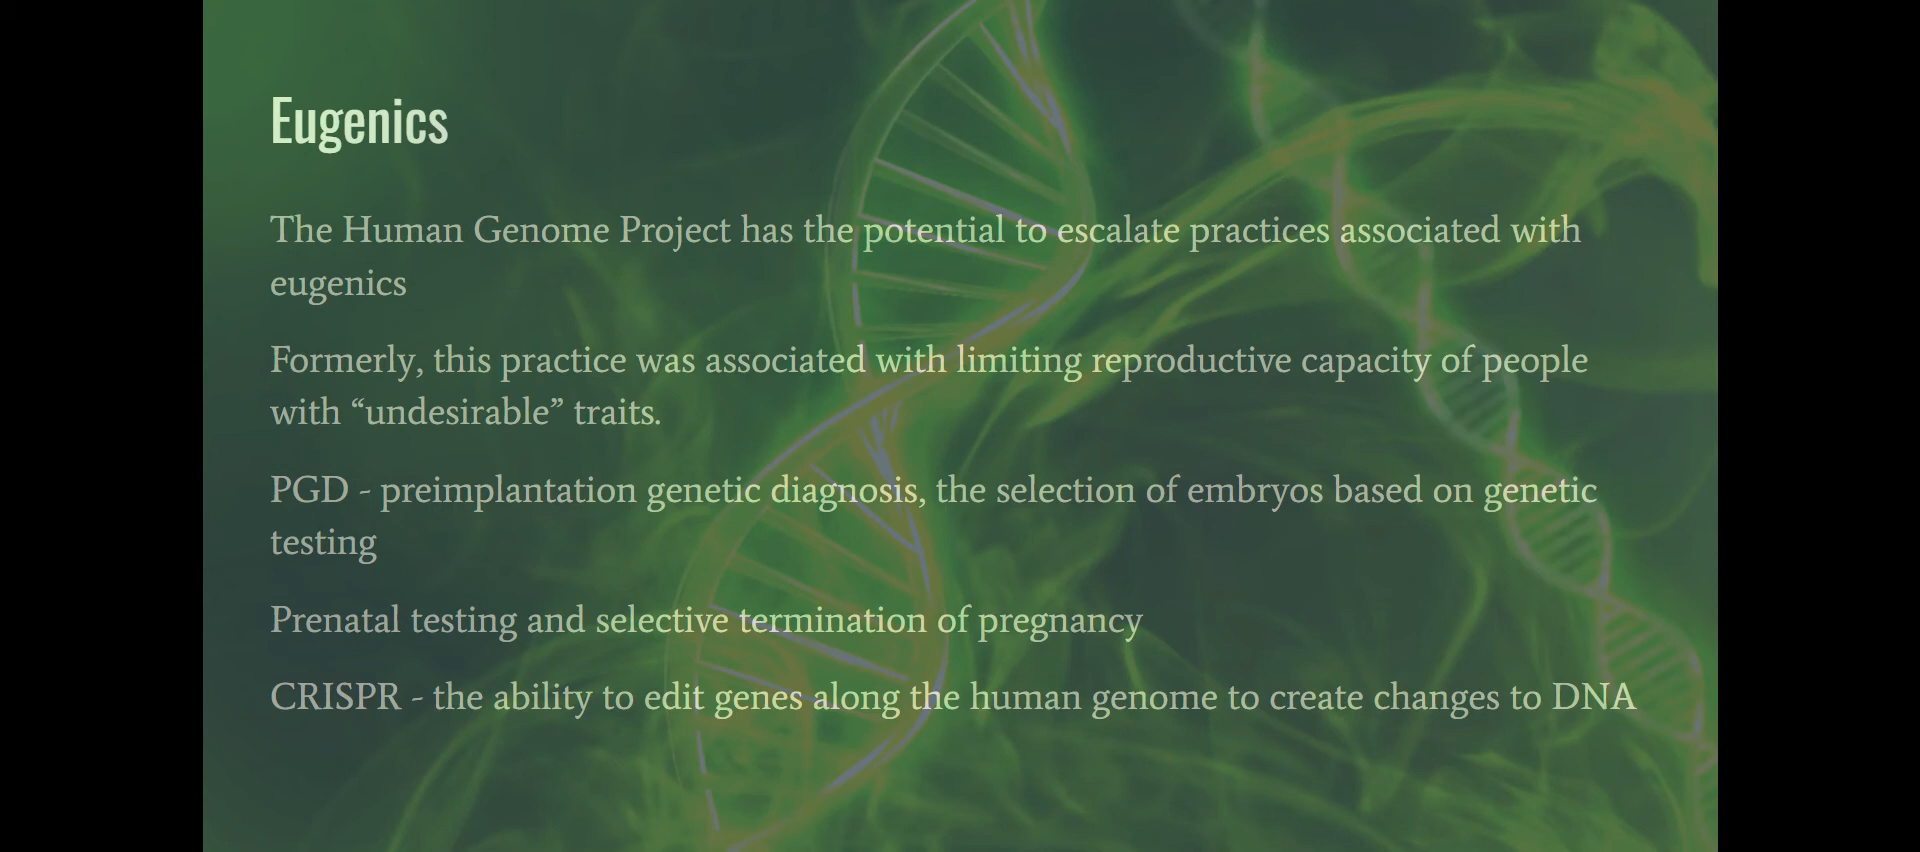 Eugenics
The Human Genome Project has the potential to escalate practices associated with
eugenics
Formerly, this practice was associated with limiting reproductive capacity of people
with “undesirable” traits.
PGD - preimplantation genetic diagnosis, the selection of embryos based on genetic
testing
Prenatal testing and selective termination of pregnancy
CRISPR - the ability to edit genes along the human genome to create changes to DNA